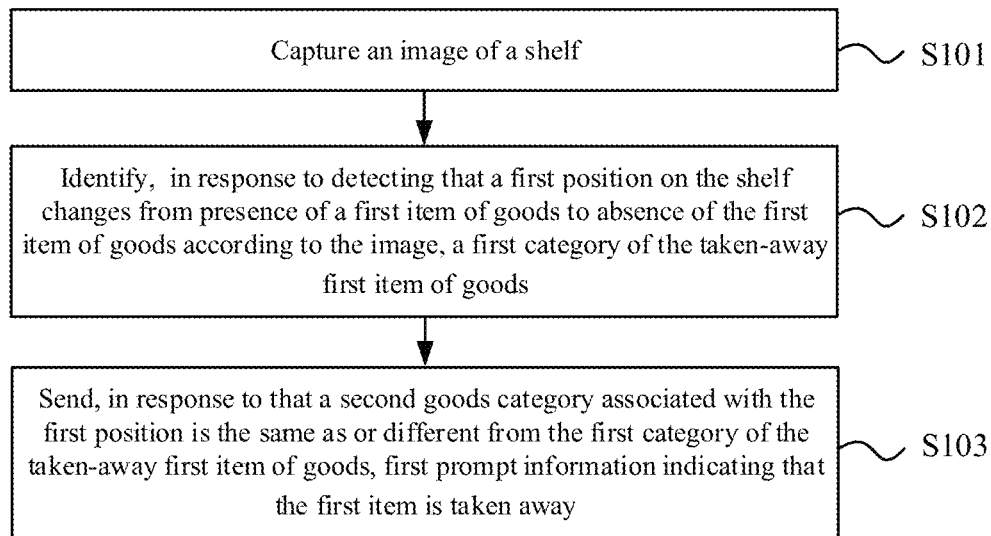 Capture an image of a shelf
S101
Identify, in response to detecting that a first position on the shelf
changes from presence of a first item of goods to absence of the first
item of goods according to the image, a first category of the taken-away
first item of goods
S102
Send, in response to that a second goods category associated with the
first position is the same as or different from the first category of the
taken-away first item of goods, first prompt information indicating that
the first item is taken away
S103